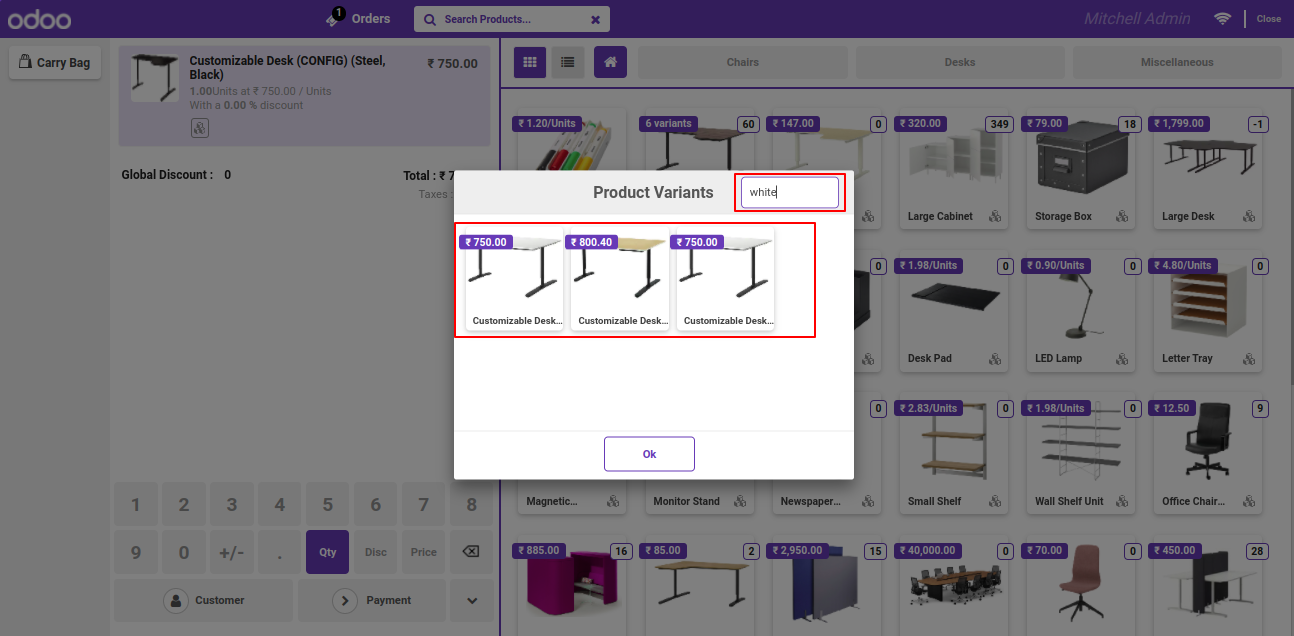 odoo
1
Orders
Search Products...
Mitchell Admin
Close
Carry Bag
Customizable Desk (CONFIG) (Steel,
Black)
₹ 750.00
1.00Units at ₹ 750.00 / Units
With a 0.00 % discount
Global Discount : 0
Total : ₹ 7
Taxes :
Chairs
Desks
Miscellaneous
₹ 1.20/Units
6 variants
60
₹ 147.00
0
₹ 320.00
349
₹ 79.00
18
₹ 1,799.00
-1
Large Cabinet
Storage Box
Large Desk
Product Variants
white
₹ 750.00
₹ 800.40
₹ 750.00
Customizable Desk...
Customizable Desk...
Customizable Desk...
Ok
0
₹ 1.98/Units
0
₹ 0.90/Units
0
₹ 4.80/Units
0
Desk Pad
LED Lamp
Letter Tray
0
₹ 2.83/Units
0
₹ 1.98/Units
0
₹ 12.50
9
Magnetic...
Monitor Stand
Newspaper...
Small Shelf
Wall Shelf Unit
Office Chair...
₹ 885.00
16
₹ 85.00
2
₹ 2,950.00
15
₹ 40,000.00
0
₹ 70.00
0
₹ 450.00
28
1
2
3
4
5
6
7
8
9
0
+/-
.
Qty
Disc
Price
Customer
Payment